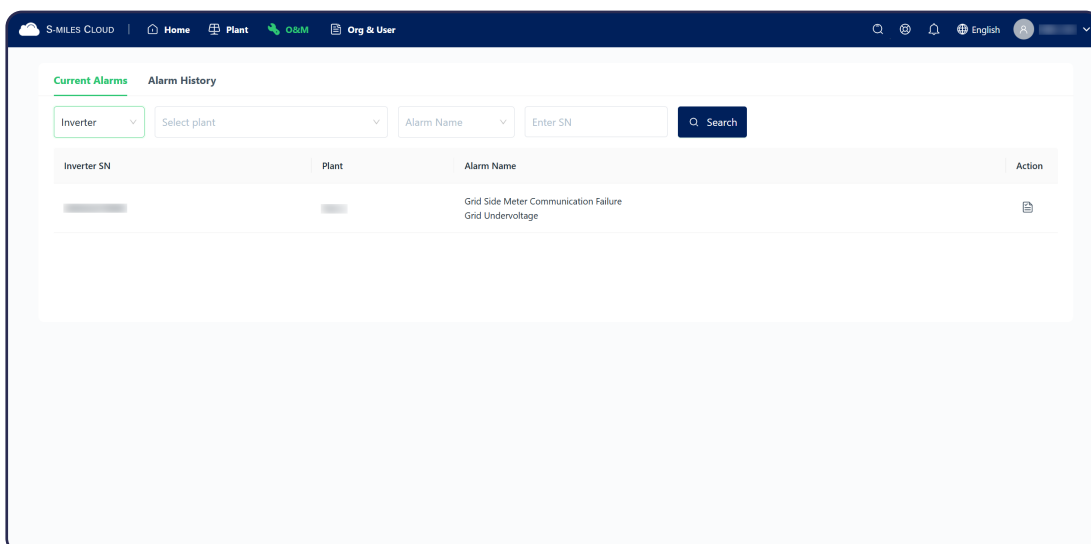 S-MILES CLOUD | Home Plant O&M Org & User English A
Current Alarms Alarm History
Inverter Select plant Alarm Name Enter SN Search
Inverter SN Plant Alarm Name Action
Grid Side Meter Communication Failure
Grid Undervoltage